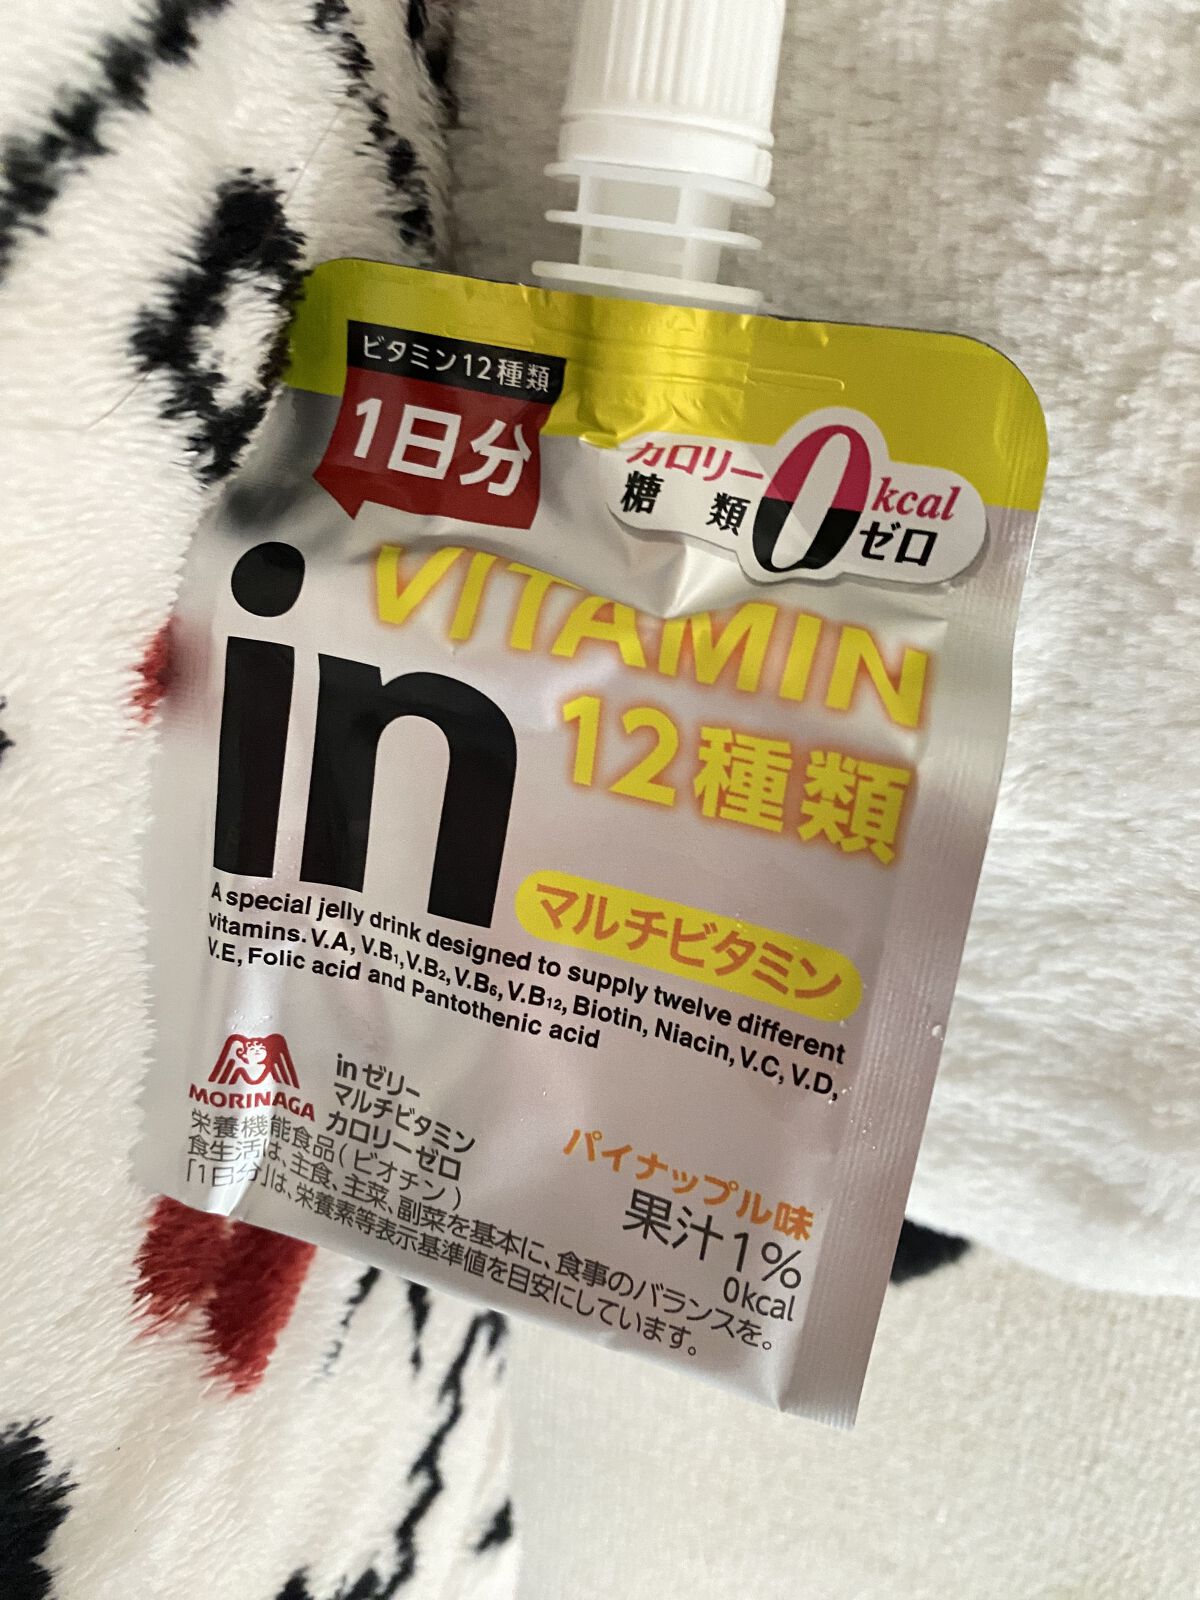 ビタミン12種類
1日分
カロリー 0kcal
糖類 ゼロ
VITAMIN
12種類
in
マルチビタミン
A special jelly drink designed to supply twelve different
vitamins. V.A, V.B1, V.B2, V.B6, V.B12, Biotin, Niacin, V.C, V.D,
V.E, Folic acid and Pantothenic acid
MORINAGA
inゼリー
マルチビタミン
カロリーゼロ
栄養機能食品(ビオチン)
食生活は、主食、主菜、副菜を基本に、食事のバランスを。
「1日分」は、栄養素等表示基準値を目安にしています。
パイナップル味
果汁1%
0kcal